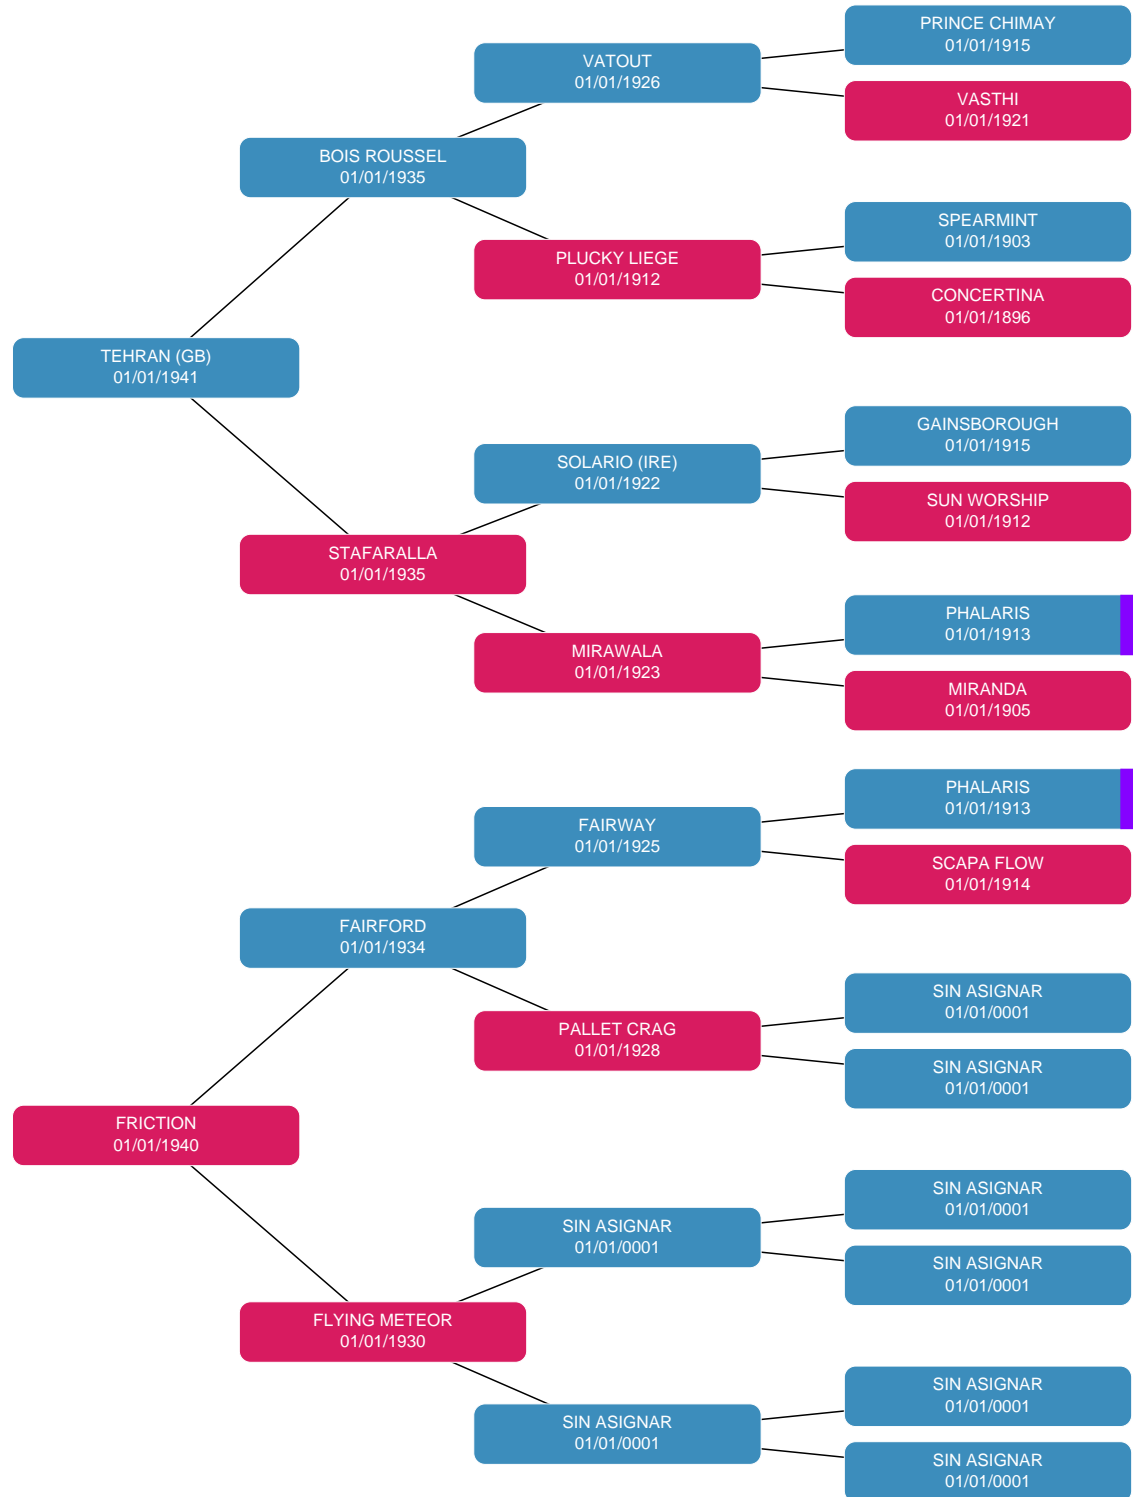 PRINCE CHIMAY
01/01/1915
VATOUT
01/01/1926
VASTHI
01/01/1921
BOIS ROUSSEL
01/01/1935
SPEARMINT
01/01/1903
PLUCKY LIEGE
01/01/1912
CONCERTINA
01/01/1896
TEHRAN (GB)
01/01/1941
GAINSBOROUGH
01/01/1915
SOLARIO (IRE)
01/01/1922
SUN WORSHIP
01/01/1912
STAFARALLA
01/01/1935
PHALARIS
01/01/1913
MIRAWALA
01/01/1923
MIRANDA
01/01/1905
PHALARIS
01/01/1913
FAIRWAY
01/01/1925
SCAPA FLOW
01/01/1914
FAIRFORD
01/01/1934
SIN ASIGNAR
01/01/0001
PALLET CRAG
01/01/1928
SIN ASIGNAR
01/01/0001
FRICTION
01/01/1940
SIN ASIGNAR
01/01/0001
SIN ASIGNAR
01/01/0001
SIN ASIGNAR
01/01/0001
FLYING METEOR
01/01/1930
SIN ASIGNAR
01/01/0001
SIN ASIGNAR
01/01/0001
SIN ASIGNAR
01/01/0001